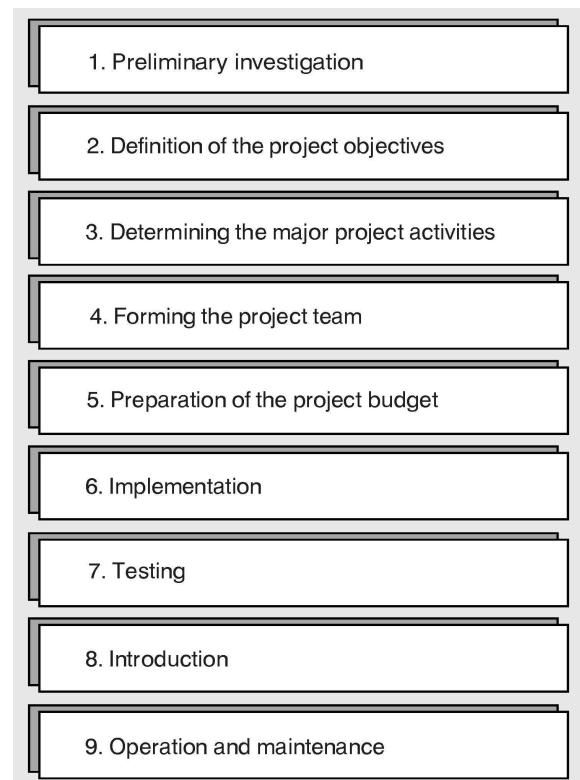 1. Preliminary investigation
2. Definition of the project objectives
3. Determining the major project activities
4. Forming the project team
5. Preparation of the project budget
6. Implementation
7. Testing
8. Introduction
9. Operation and maintenance